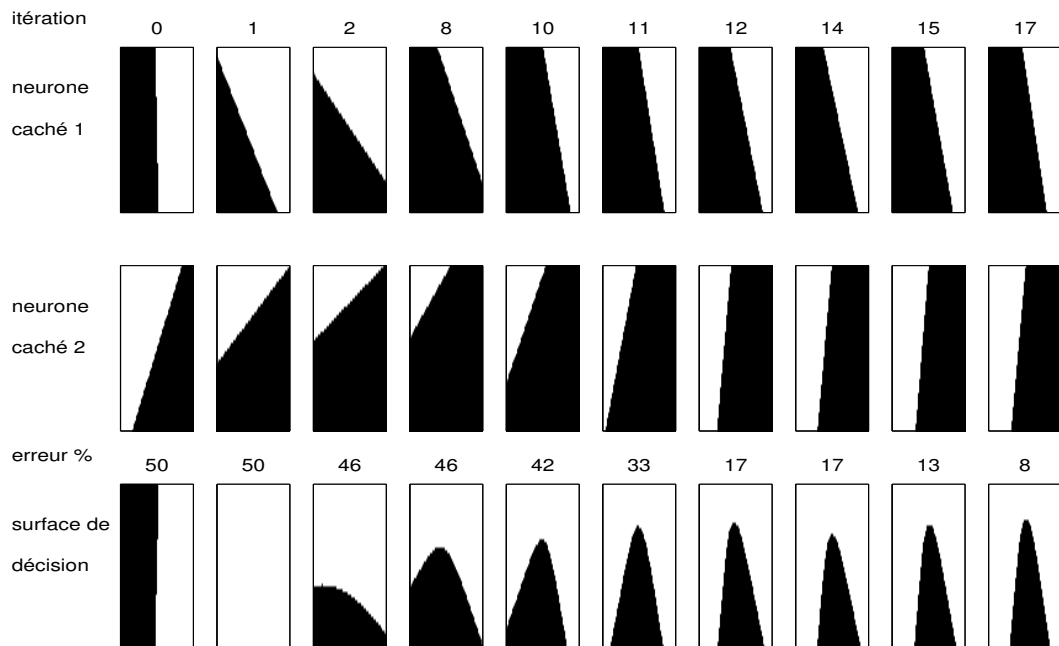 itération 0 1 2 8 10 11 12 14 15 17
neurone
caché 1
neurone
caché 2
erreur % 50 50 46 46 42 33 17 17 13 8
surface de
décision